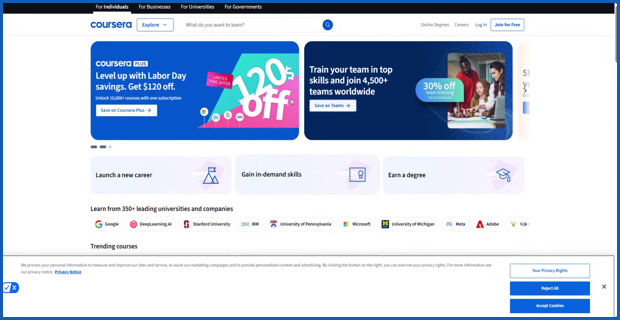 For Individuals For Businesses For Universities For Governments
coursera Explore What do you want to learn? Online Degrees Careers Log In Join for Free
coursera PLUS
Level up with Labor Day
savings. Get $120 off.
Unlock 10,000+ courses with one subscription
Save on Coursera Plus →
LIMITED
TIME OFFER
$120
off
Train your team in top
skills and join 4,500+
teams worldwide
Save on Teams →
30% off
Launch a new career
Gain in-demand skills
Earn a degree
Learn from 350+ leading universities and companies
Google DeepLearning.AI Stanford University IBM University of Pennsylvania Microsoft University of Michigan Meta Adobe
Trending courses
We process your personal information to measure and improve our sites and service, to assist our marketing campaigns and to provide personalized content and advertising. By clicking the button on the right, you can exercise your privacy rights. For more information see
our privacy notice. Privacy Notice
Your Privacy Rights
Reject All
Accept Cookies